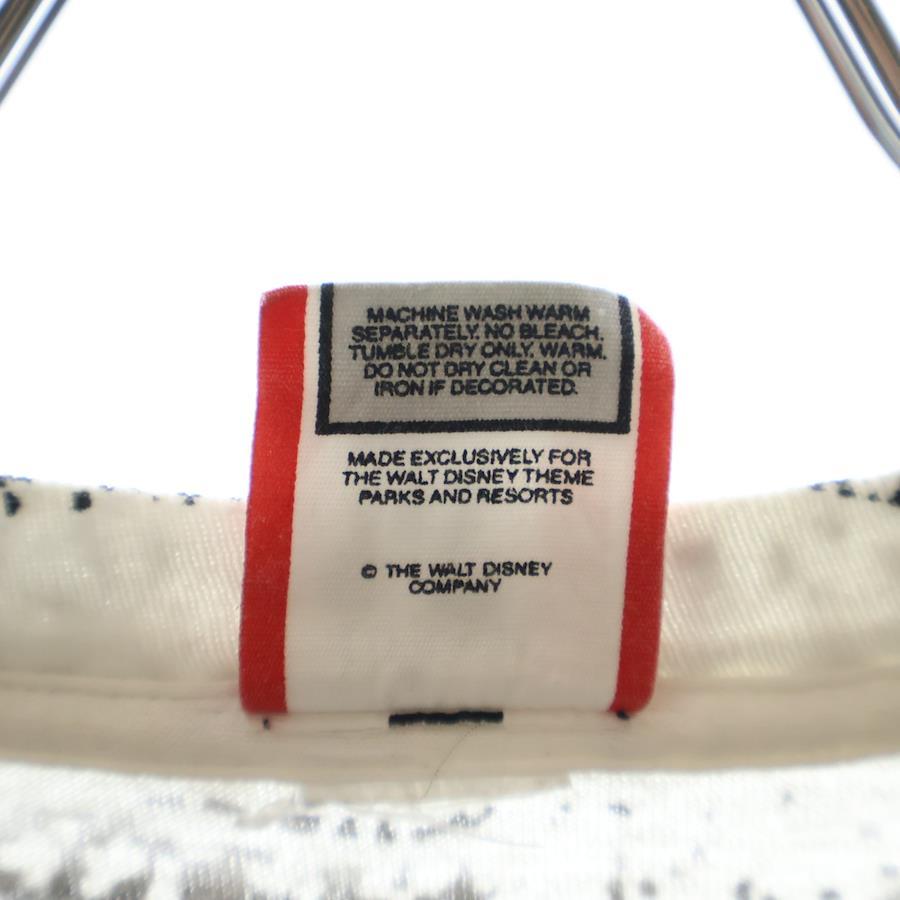 MACHINE WASH WARM
SEPARATELY. NO BLEACH.
TUMBLE DRY ONLY, WARM.
DO NOT DRY CLEAN OR
IRON IF DECORATED.
MADE EXCLUSIVELY FOR
THE WALT DISNEY THEME
PARKS AND RESORTS
© THE WALT DISNEY
COMPANY